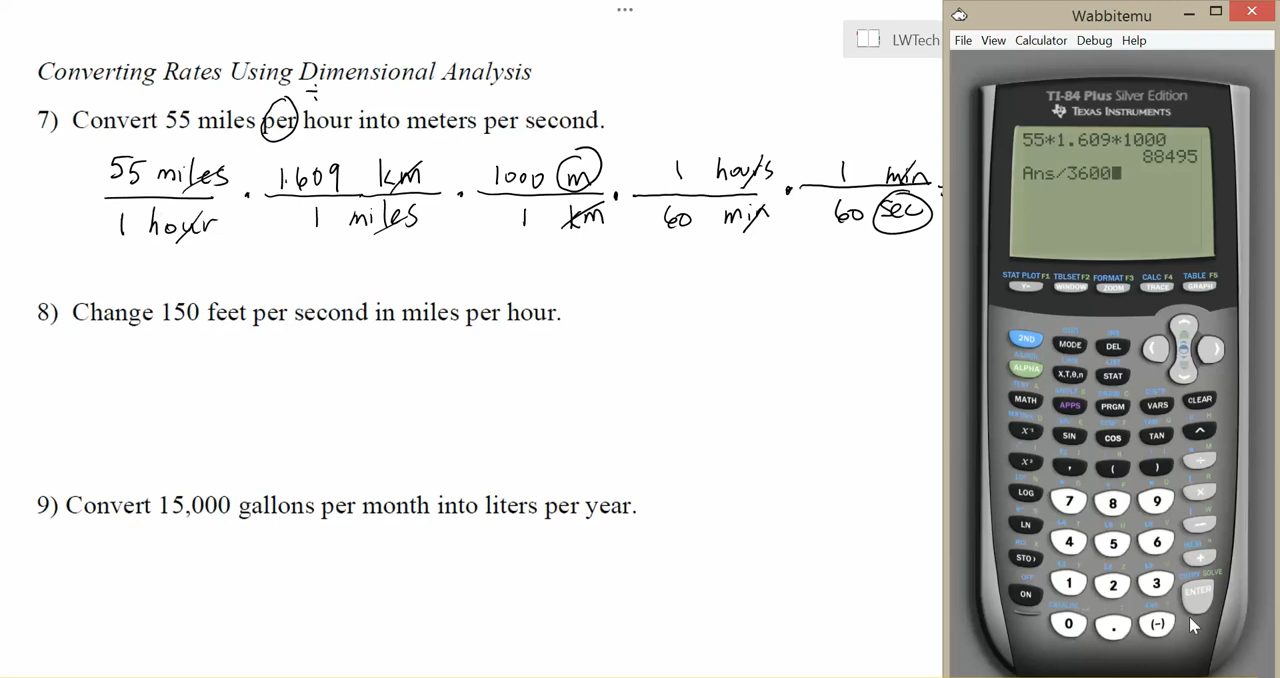 ...
Wabbitemu
File View Calculator Debug Help
LWTech
Converting Rates Using Dimensional Analysis
÷
7) Convert 55 miles per hour into meters per second.
55 miles / 1 hour · 1.609 km / 1 miles · 1000 m / 1 km · 1 hours / 60 min · 1 min / 60 sec =
8) Change 150 feet per second in miles per hour.
9) Convert 15,000 gallons per month into liters per year.
TI-84 Plus Silver Edition
TEXAS INSTRUMENTS
55*1.609*1000
88495
Ans/3600
STAT PLOT F1 TBLSET F2 FORMAT F3 CALC F4 TABLE F5
Y= WINDOW ZOOM TRACE GRAPH
2ND MODE DEL
ALPHA X,T,θ,n STAT
MATH APPS PRGM VARS CLEAR
x⁻¹ SIN COS TAN ^
x² , ( ) ÷
LOG 7 8 9 ×
LN 4 5 6 −
STO› 1 2 3 +
ON 0 . (−) ENTER